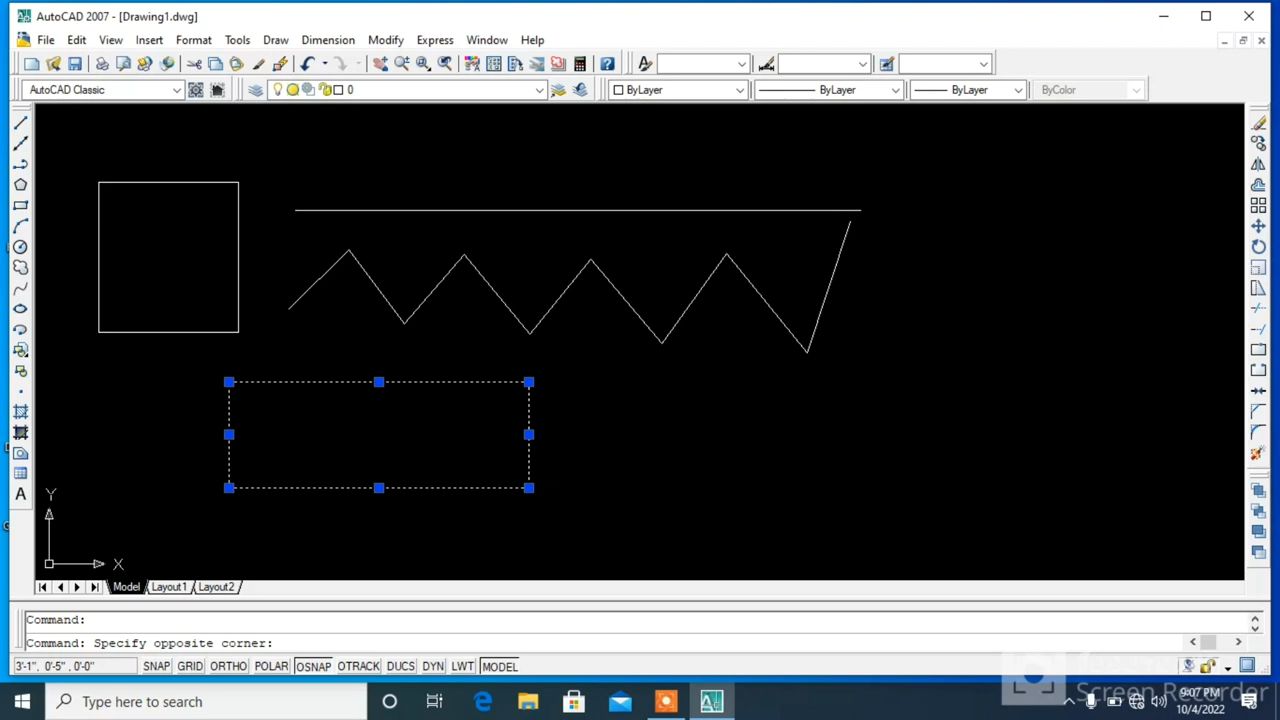 AutoCAD 2007 - [Drawing1.dwg]
File Edit View Insert Format Tools Draw Dimension Modify Express Window Help
AutoCAD Classic 0 ByLayer ByLayer ByLayer ByColor
Y
X
A
Model Layout1 Layout2
Command:
Command: Specify opposite corner:
3'-1", 0'-5", 0'-0" SNAP GRID ORTHO POLAR OSNAP OTRACK DUCS DYN LWT MODEL
Screen Recorder
Type here to search
9:07 PM
10/4/2022